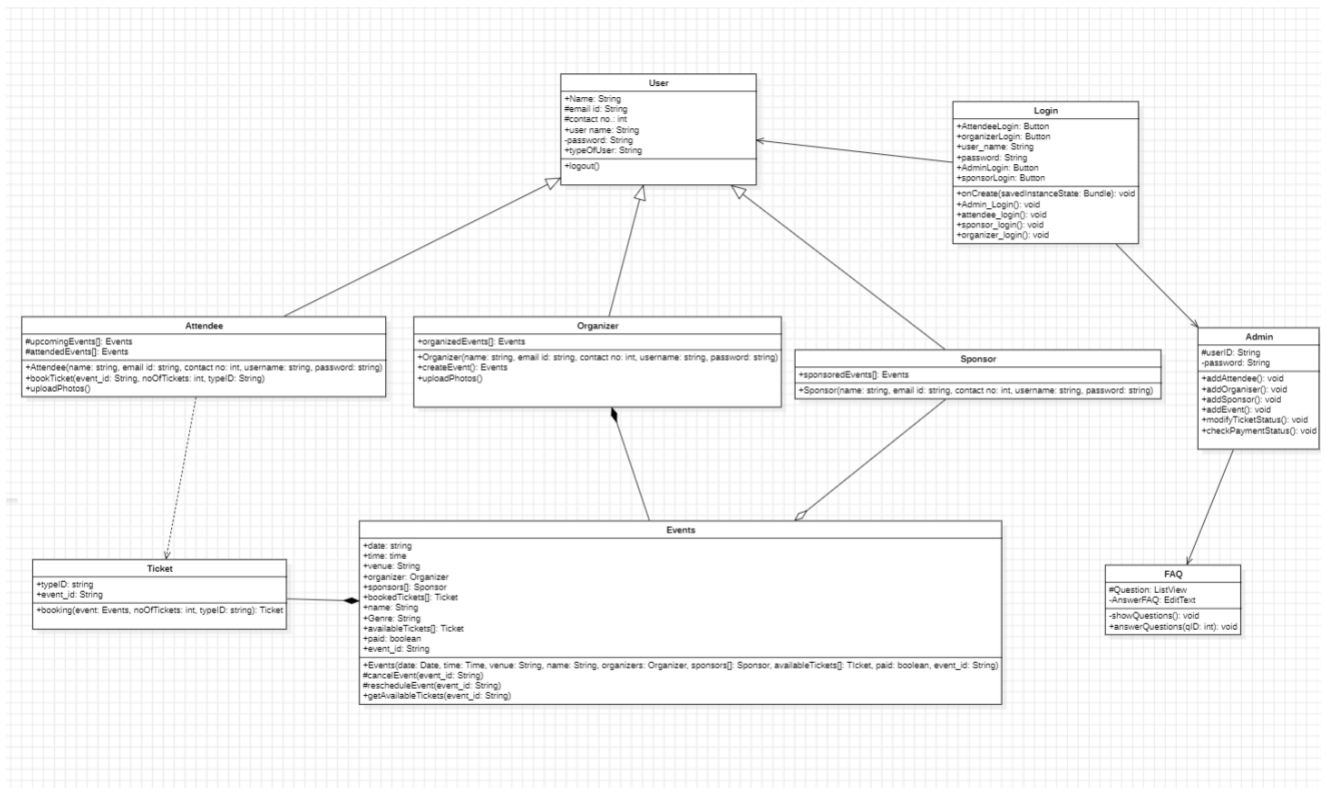 User
+Name: String
#email id: String
#contact no.: int
+user name: String
-password: String
+typeOfUser: String
+logout()
Login
+AttendeeLogin: Button
+organizerLogin: Button
+user_name: String
+password: String
+AdminLogin: Button
+sponsorLogin: Button
+onCreate(savedInstanceState: Bundle): void
+Admin_Login(): void
+attendee_login(): void
+sponsor_login(): void
+organizer_login(): void
Attendee
#upcomingEvents[]: Events
#attendedEvents[]: Events
+Attendee(name: string, email id: string, contact no: int, username: string, password: string)
+bookTicket(event_id: String, noOfTickets: int, typeID: String)
+uploadPhotos()
Organizer
+organizedEvents[]: Events
+Organizer(name: string, email id: string, contact no: int, username: string, password: string)
+createEvent(): Events
+uploadPhotos()
Sponsor
+sponsoredEvents[]: Events
+Sponsor(name: string, email id: string, contact no: int, username: string, password: string)
Admin
#userID: String
-password: String
+addAttendee(): void
+addOrganiser(): void
+addSponsor(): void
+addEvent(): void
+modifyTicketStatus(): void
+checkPaymentStatus(): void
Ticket
+typeID: string
+event_id: String
+booking(event: Events, noOfTickets: int, typeID: string): Ticket
Events
+date: string
+time: time
+venue: String
+organizer: Organizer
+sponsors[]: Sponsor
+bookedTickets[]: Ticket
+name: String
+Genre: String
+availableTickets[]: Ticket
+paid: boolean
+event_id: String
+Events(date: Date, time: Time, venue: String, name: String, organizers: Organizer, sponsors[]: Sponsor, availableTickets[]: Ticket, paid: boolean, event_id: String)
#cancelEvent(event_id: String)
#rescheduleEvent(event_id: String)
+getAvailableTickets(event_id: String)
FAQ
#Question: ListView
-AnswerFAQ: EditText
-showQuestions(): void
+answerQuestions(qID: int): void